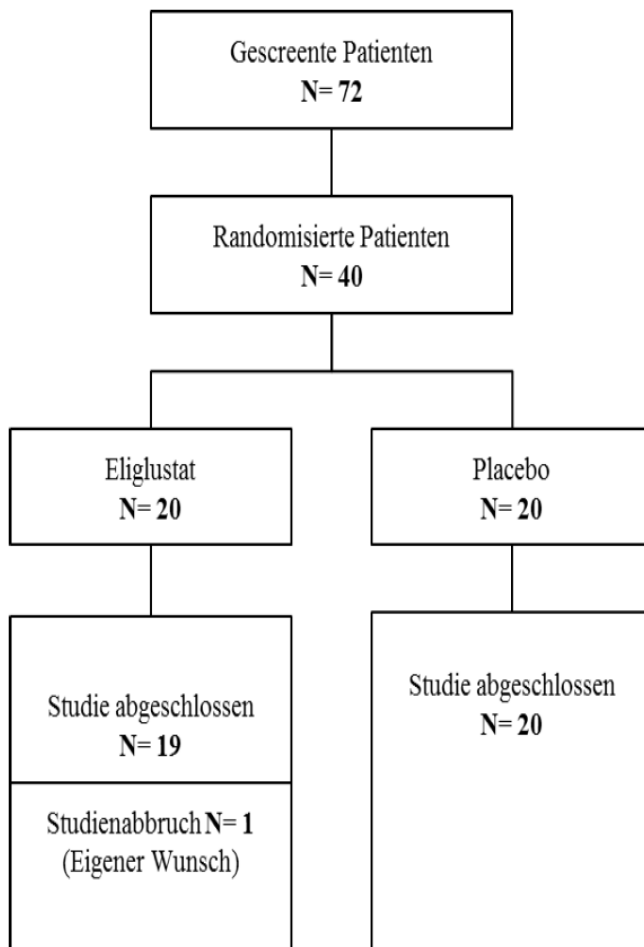 Gescreente Patienten
N= 72
Randomisierte Patienten
N= 40
Eliglustat
N= 20
Placebo
N= 20
Studie abgeschlossen
N= 19
Studienabbruch N= 1
(Eigener Wunsch)
Studie abgeschlossen
N= 20